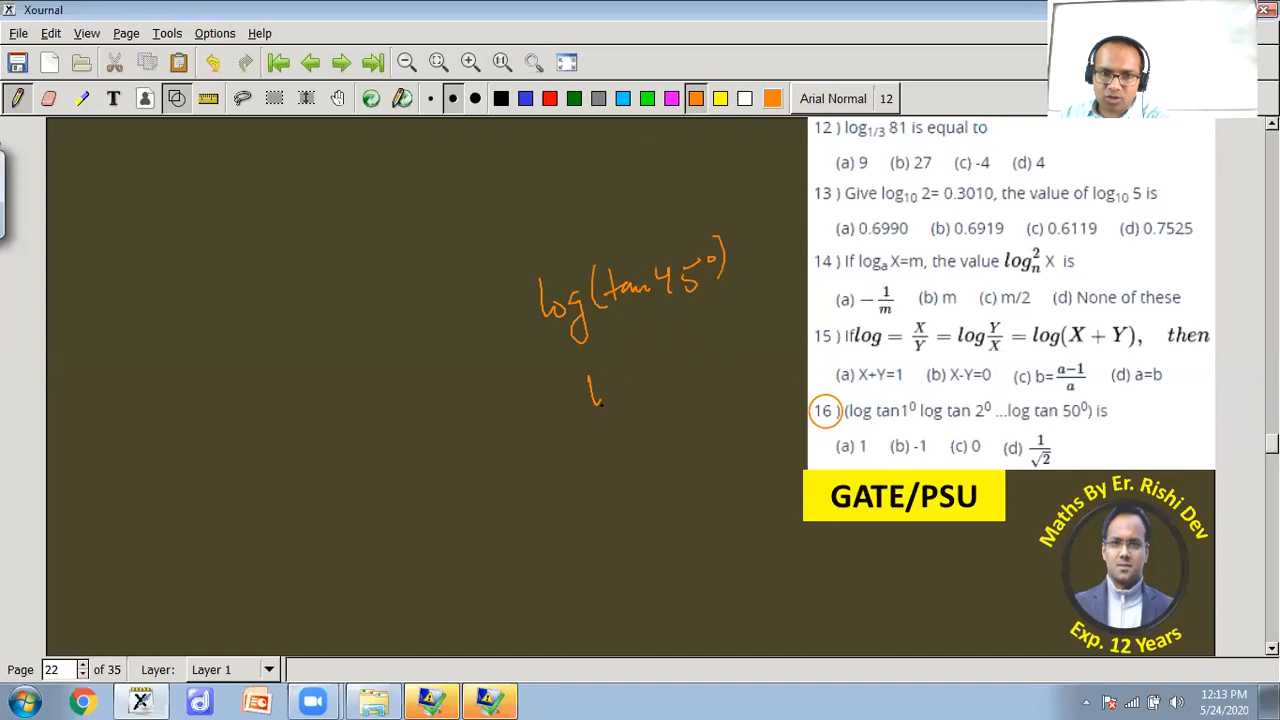 Xournal
File Edit View Page Tools Options Help
Arial Normal 12
12 ) log1/3 81 is equal to
(a) 9 (b) 27 (c) -4 (d) 4
13 ) Give log10 2= 0.3010, the value of log10 5 is
(a) 0.6990 (b) 0.6919 (c) 0.6119 (d) 0.7525
14 ) If loga X=m, the value log²n X is
(a) −1/m (b) m (c) m/2 (d) None of these
15 ) If log = X/Y = log Y/X = log(X + Y), then
(a) X+Y=1 (b) X-Y=0 (c) b= a−1/a (d) a=b
16 ) (log tan1⁰ log tan 2⁰ ...log tan 50⁰) is
(a) 1 (b) -1 (c) 0 (d) 1/√2
log(tan 45°)
GATE/PSU
Maths By Er. Rishi Dev
Exp. 12 Years
Page 22 of 35 Layer: Layer 1
12:13 PM
5/24/2020